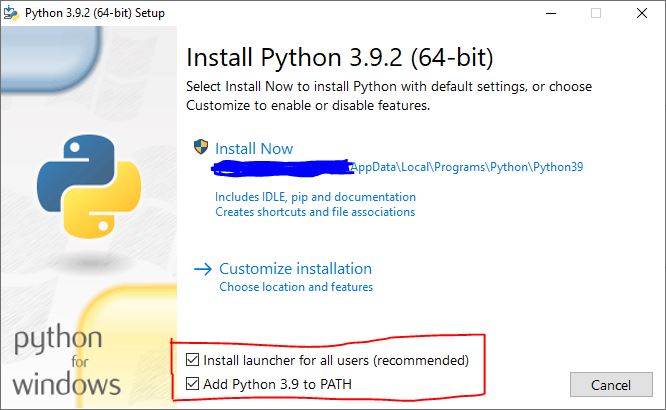 Python 3.9.2 (64-bit) Setup
Install Python 3.9.2 (64-bit)
Select Install Now to install Python with default settings, or choose
Customize to enable or disable features.
Install Now
AppData\Local\Programs\Python\Python39
Includes IDLE, pip and documentation
Creates shortcuts and file associations
Customize installation
Choose location and features
python
for
windows
Install launcher for all users (recommended)
Add Python 3.9 to PATH
Cancel